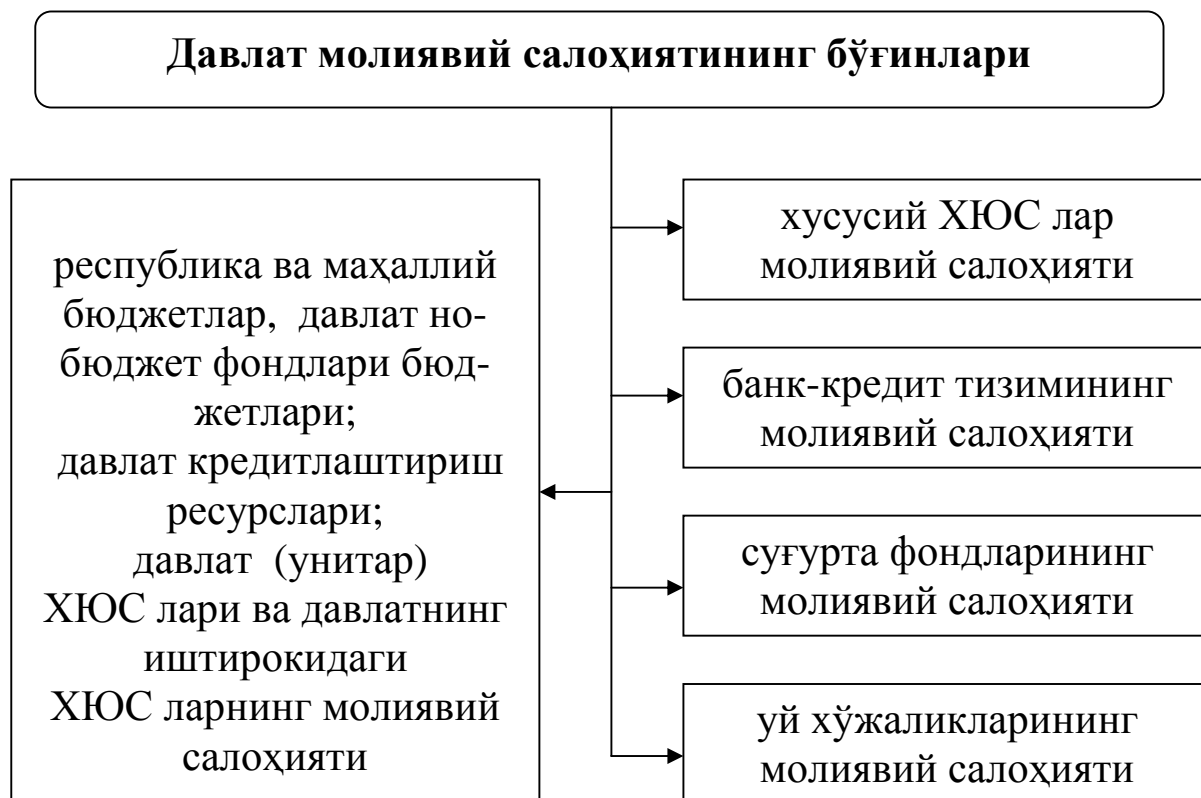 Давлат молиявий салоҳиятининг бўғинлари
республика ва маҳаллий
бюджетлар, давлат но-
бюджет фондлари бюд-
жетлари;
давлат кредитлаштириш
ресурслари;
давлат (унитар)
ХЮС лари ва давлатнинг
иштирокидаги
ХЮС ларнинг молиявий
салоҳияти
хусусий ХЮС лар
молиявий салоҳияти
банк-кредит тизимининг
молиявий салоҳияти
суғурта фондларининг
молиявий салоҳияти
уй хўжаликларининг
молиявий салоҳияти